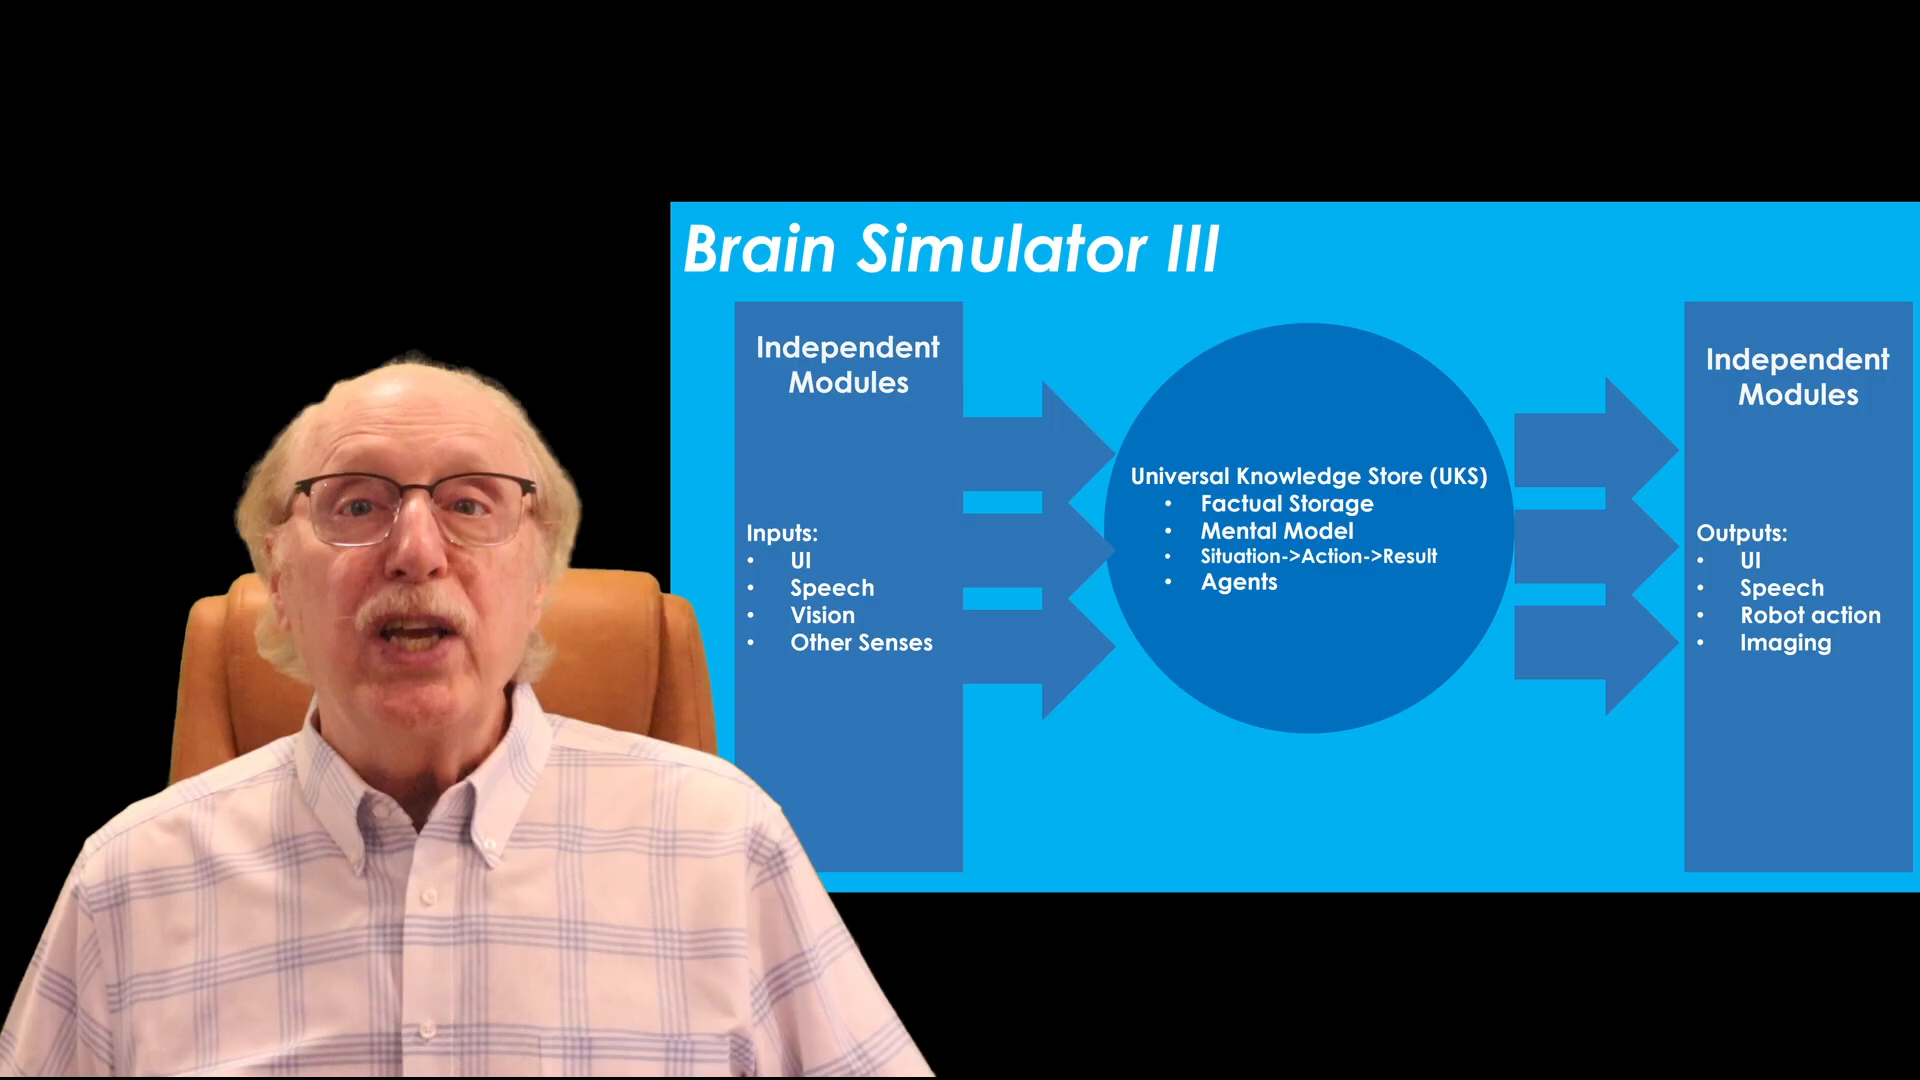 Brain Simulator III
Independent
Modules
Inputs:
• UI
• Speech
• Vision
• Other Senses
Universal Knowledge Store (UKS)
• Factual Storage
• Mental Model
• Situation->Action->Result
• Agents
Independent
Modules
Outputs:
• UI
• Speech
• Robot action
• Imaging